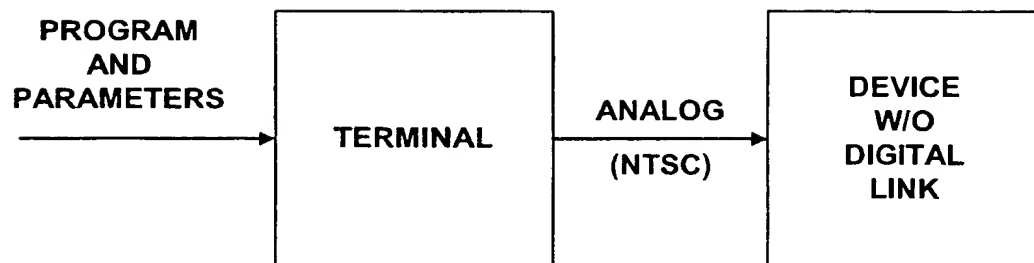 PROGRAM
AND
PARAMETERS
TERMINAL
ANALOG
(NTSC)
DEVICE
W/O
DIGITAL
LINK